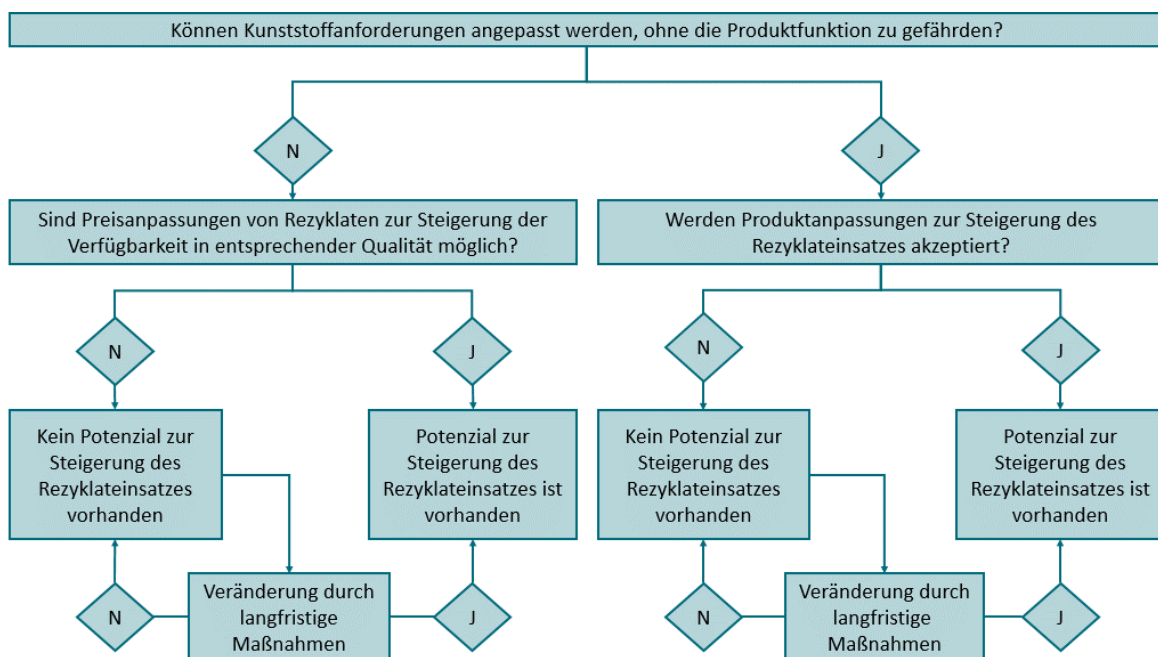 Können Kunststoffanforderungen angepasst werden, ohne die Produktfunktion zu gefährden?
N
J
Sind Preisanpassungen von Rezyklaten zur Steigerung der
Verfügbarkeit in entsprechender Qualität möglich?
Werden Produktanpassungen zur Steigerung des
Rezyklateinsatzes akzeptiert?
N
J
N
J
Kein Potenzial zur
Steigerung des
Rezyklateinsatzes
vorhanden
Potenzial zur
Steigerung des
Rezyklateinsatzes ist
vorhanden
Kein Potenzial zur
Steigerung des
Rezyklateinsatzes
vorhanden
Potenzial zur
Steigerung des
Rezyklateinsatzes ist
vorhanden
N
Veränderung durch
langfristige
Maßnahmen
J
N
Veränderung durch
langfristige
Maßnahmen
J